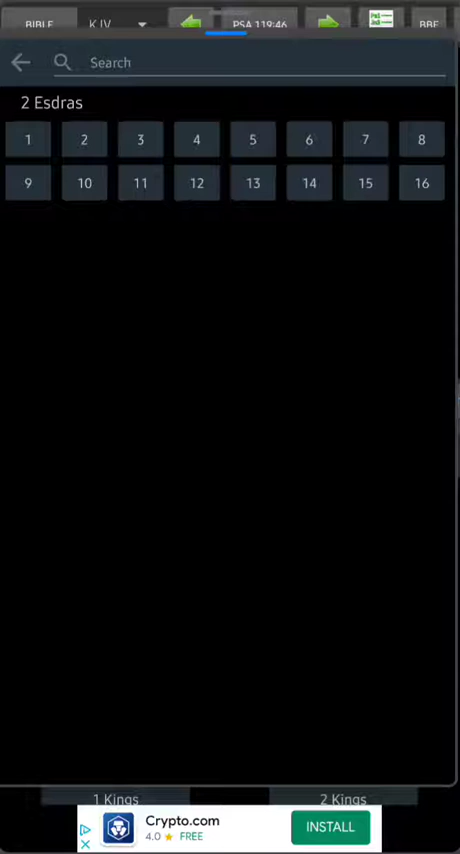 BIBLE KJV PSA 119:46 BBE
Search
2 Esdras
1 2 3 4 5 6 7 8
9 10 11 12 13 14 15 16
1 Kings 2 Kings
Crypto.com
4.0 ★ FREE
INSTALL